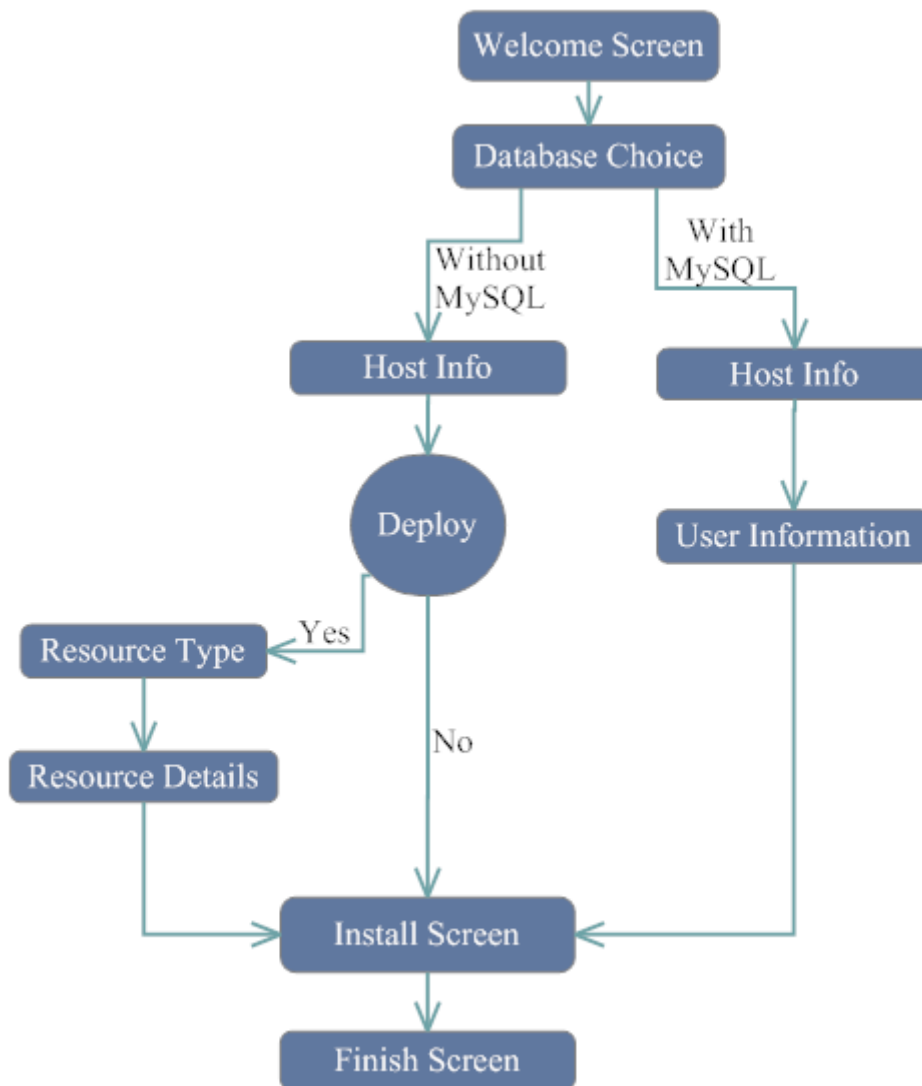 Welcome Screen
Database Choice
Without
MySQL
With
MySQL
Host Info
Host Info
Deploy
User Information
Yes
Resource Type
No
Resource Details
Install Screen
Finish Screen